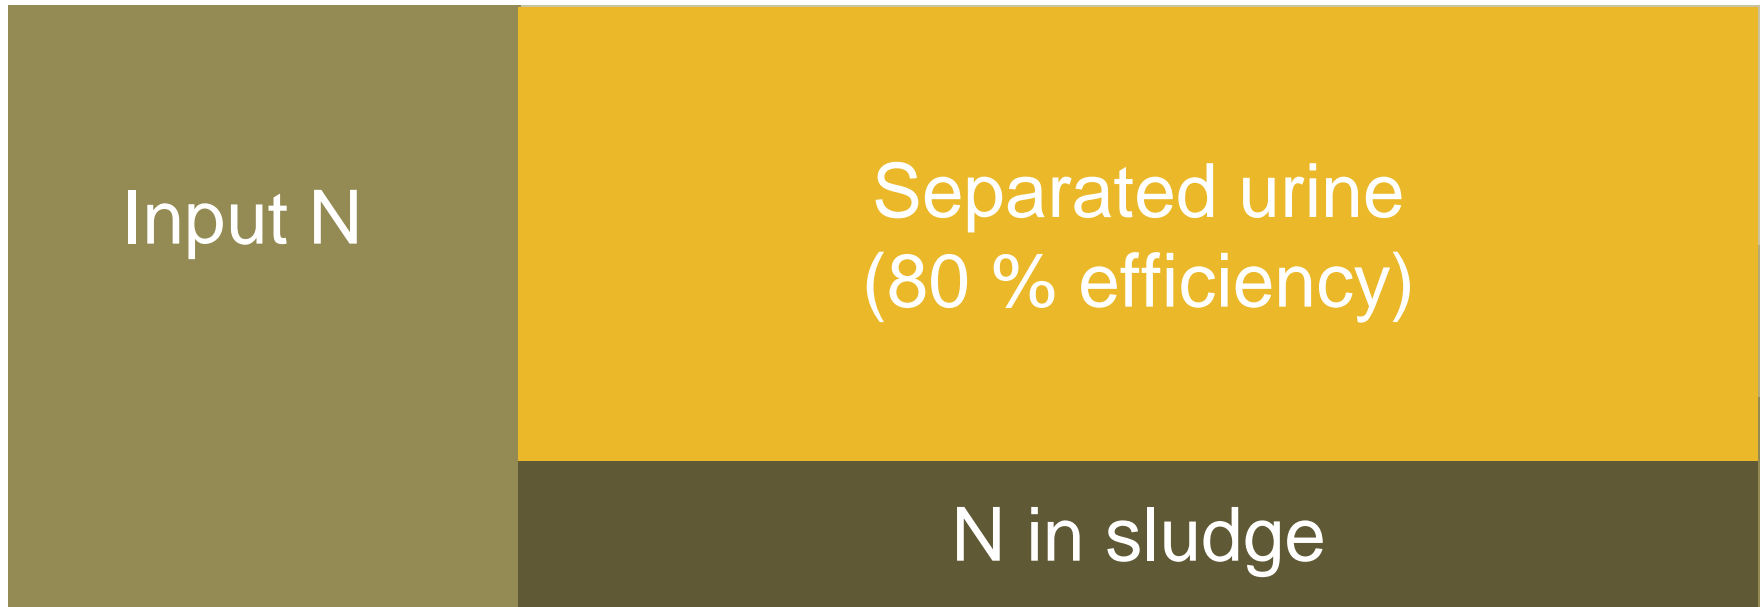 Input N
Separated urine
(80 % efficiency)
N in sludge